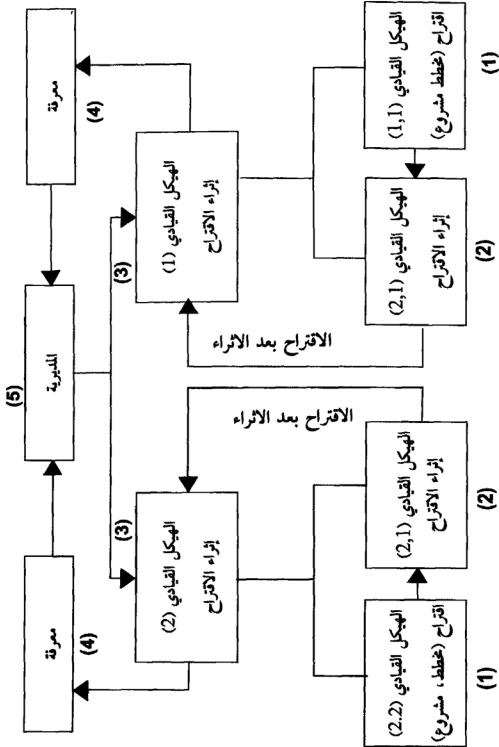 (5)
المديرية
معرفة
(4)
معرفة
(4)
(3)
الهيكل القيادي (1)
إثراء الاقتراح
(3)
الهيكل القيادي (2)
إثراء الاقتراح
الاقتراح بعد الاثراء
الاقتراح بعد الاثراء
الهيكل القيادي (1,1)
اقتراح (مخطط مشروع)
(1)
الهيكل القيادي (2,1)
إثراء الاقتراح
(2)
الهيكل القيادي (2,1)
إثراء الاقتراح
(2)
الهيكل القيادي (2.2)
اقتراح (مخطط، مشروع)
(1)